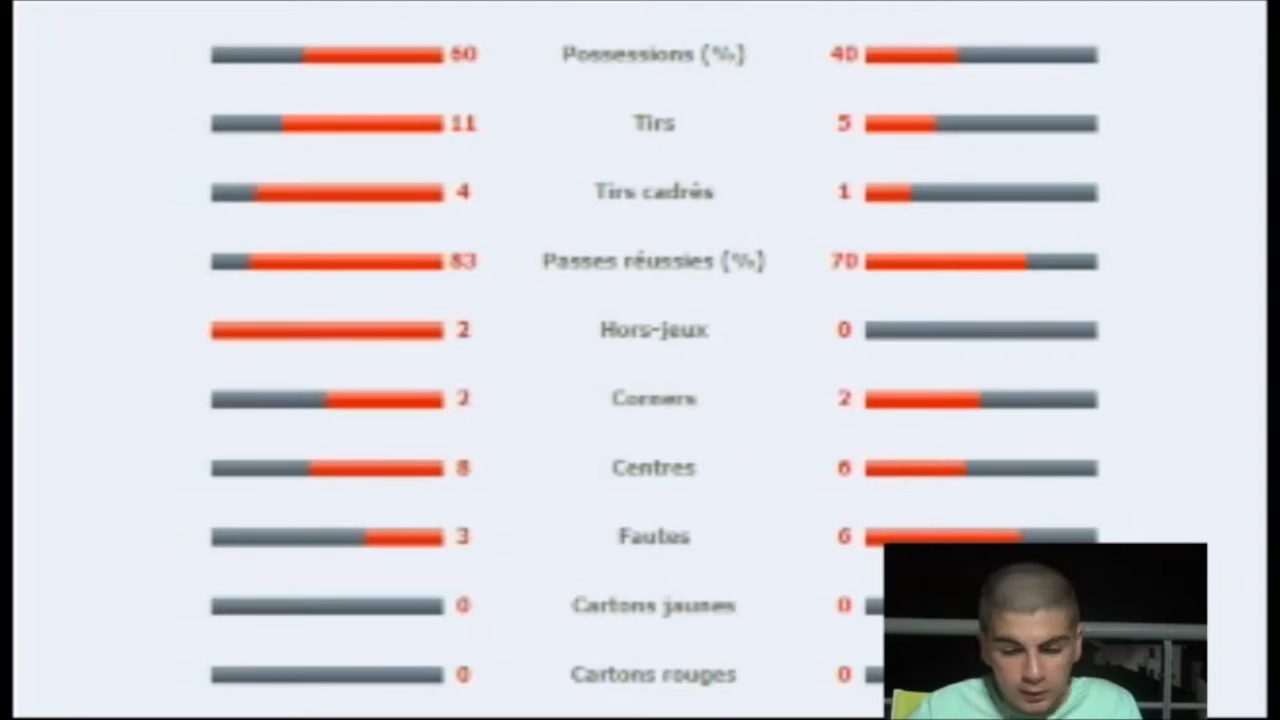 60 Possessions (%) 40
11 Tirs 5
4 Tirs cadrés 1
83 Passes réussies (%) 70
2 Hors-jeux 0
2 Corners 2
8 Centres 6
3 Fautes 6
0 Cartons jaunes 0
0 Cartons rouges 0